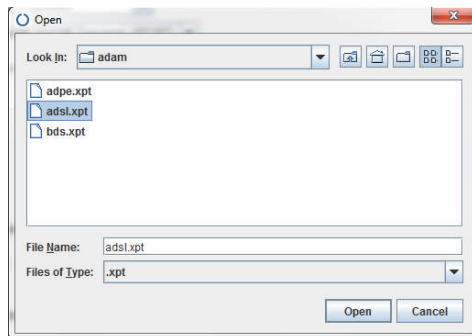 Open
Look In: adam
adpe.xpt
adsl.xpt
bds.xpt
File Name: adsl.xpt
Files of Type: .xpt
Open Cancel